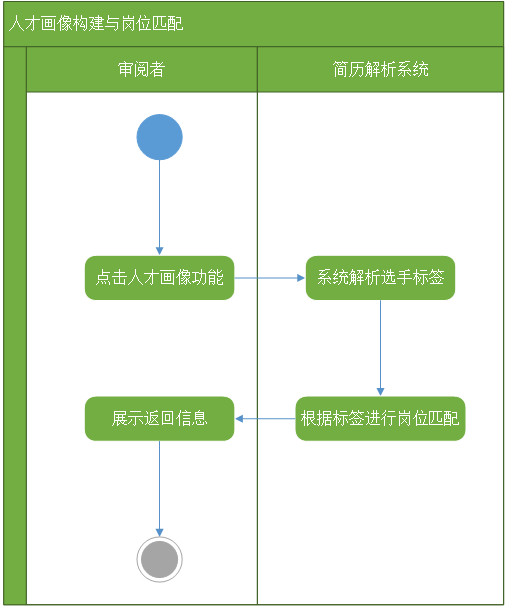 人才画像构建与岗位匹配
审阅者
简历解析系统
点击人才画像功能
系统解析选手标签
展示返回信息
根据标签进行岗位匹配